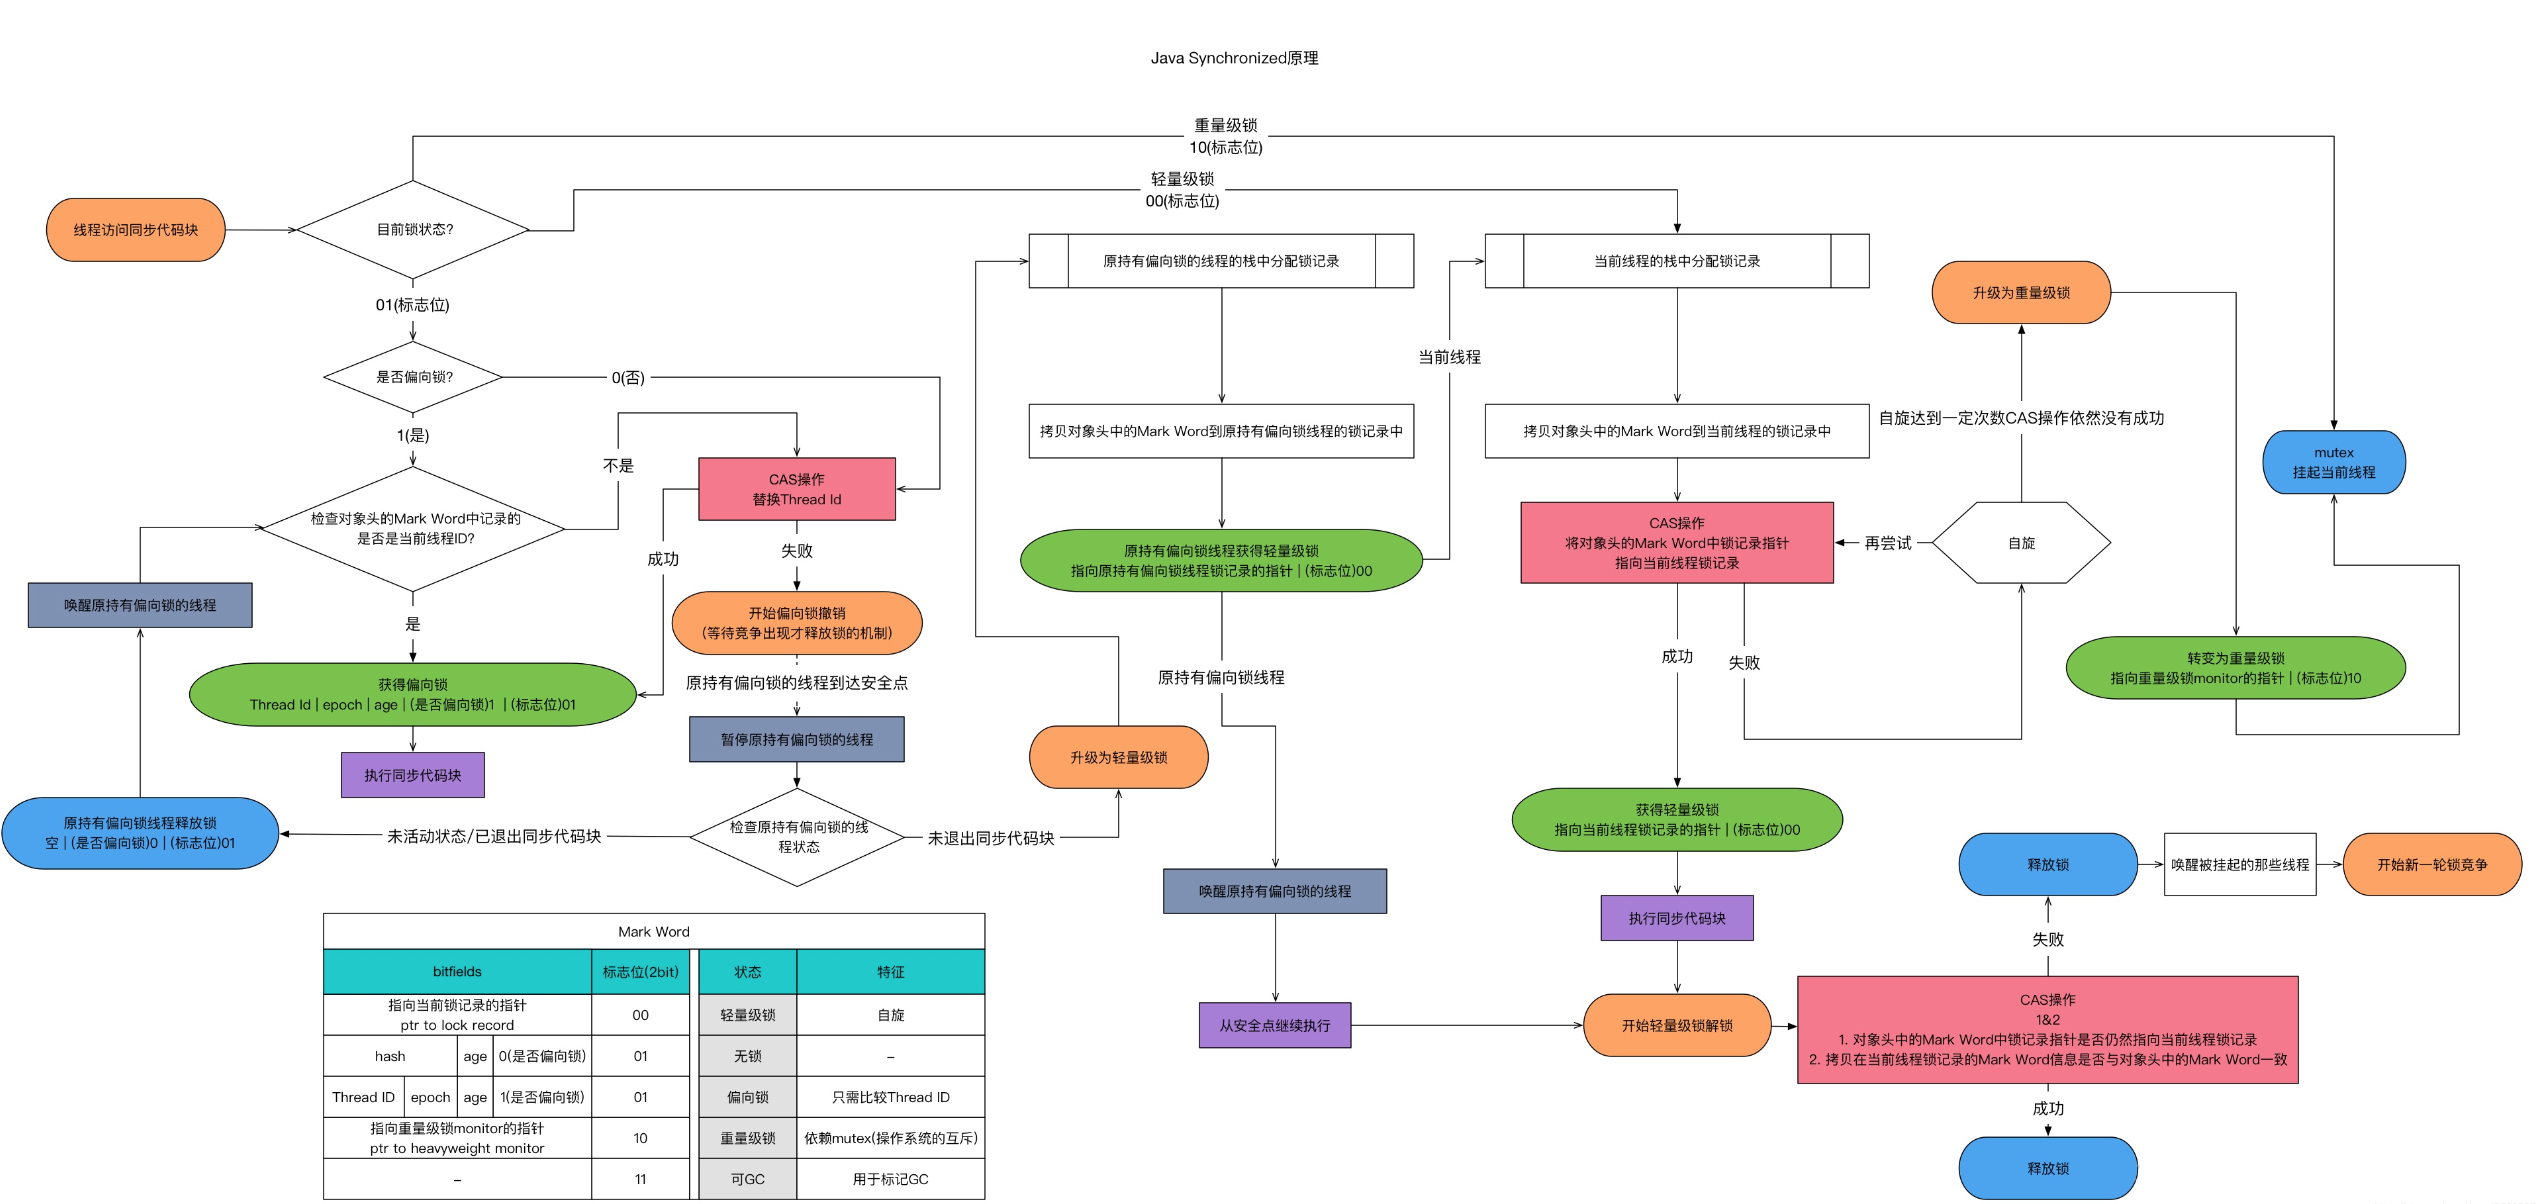 Java Synchronized原理
重量级锁
10(标志位)
轻量级锁
00(标志位)
线程访问同步代码块
目前锁状态?
01(标志位)
是否偏向锁?
0(否)
1(是)
不是
检查对象头的Mark Word中记录的
是否是当前线程ID?
是
唤醒原持有偏向锁的线程
获得偏向锁
Thread Id | epoch | age | (是否偏向锁)1 | (标志位)01
执行同步代码块
原持有偏向锁线程释放锁
空 | (是否偏向锁)0 | (标志位)01
CAS操作
替换Thread Id
成功
失败
开始偏向锁撤销
(等待竞争出现才释放锁的机制)
原持有偏向锁的线程到达安全点
暂停原持有偏向锁的线程
检查原持有偏向锁的线
程状态
未活动状态/已退出同步代码块
未退出同步代码块
升级为轻量级锁
原持有偏向锁的线程的栈中分配锁记录
拷贝对象头中的Mark Word到原持有偏向锁线程的锁记录中
原持有偏向锁线程获得轻量级锁
指向原持有偏向锁线程锁记录的指针 | (标志位)00
原持有偏向锁线程
唤醒原持有偏向锁的线程
从安全点继续执行
当前线程
当前线程的栈中分配锁记录
拷贝对象头中的Mark Word到当前线程的锁记录中
CAS操作
将对象头的Mark Word中锁记录指针
指向当前线程锁记录
成功
失败
再尝试
自旋
自旋达到一定次数CAS操作依然没有成功
升级为重量级锁
mutex
挂起当前线程
转变为重量级锁
指向重量级锁monitor的指针 | (标志位)10
获得轻量级锁
指向当前线程锁记录的指针 | (标志位)00
执行同步代码块
开始轻量级锁解锁
CAS操作
1&2
1. 对象头中的Mark Word中锁记录指针是否仍然指向当前线程锁记录
2. 拷贝在当前线程锁记录的Mark Word信息是否与对象头中的Mark Word一致
失败
释放锁
唤醒被挂起的那些线程
开始新一轮锁竞争
成功
释放锁
Mark Word
bitfields 标志位(2bit) 状态 特征
指向当前锁记录的指针
ptr to lock record 00 轻量级锁 自旋
hash age 0(是否偏向锁) 01 无锁 –
Thread ID epoch age 1(是否偏向锁) 01 偏向锁 只需比较Thread ID
指向重量级锁monitor的指针
ptr to heavyweight monitor 10 重量级锁 依赖mutex(操作系统的互斥)
– 11 可GC 用于标记GC